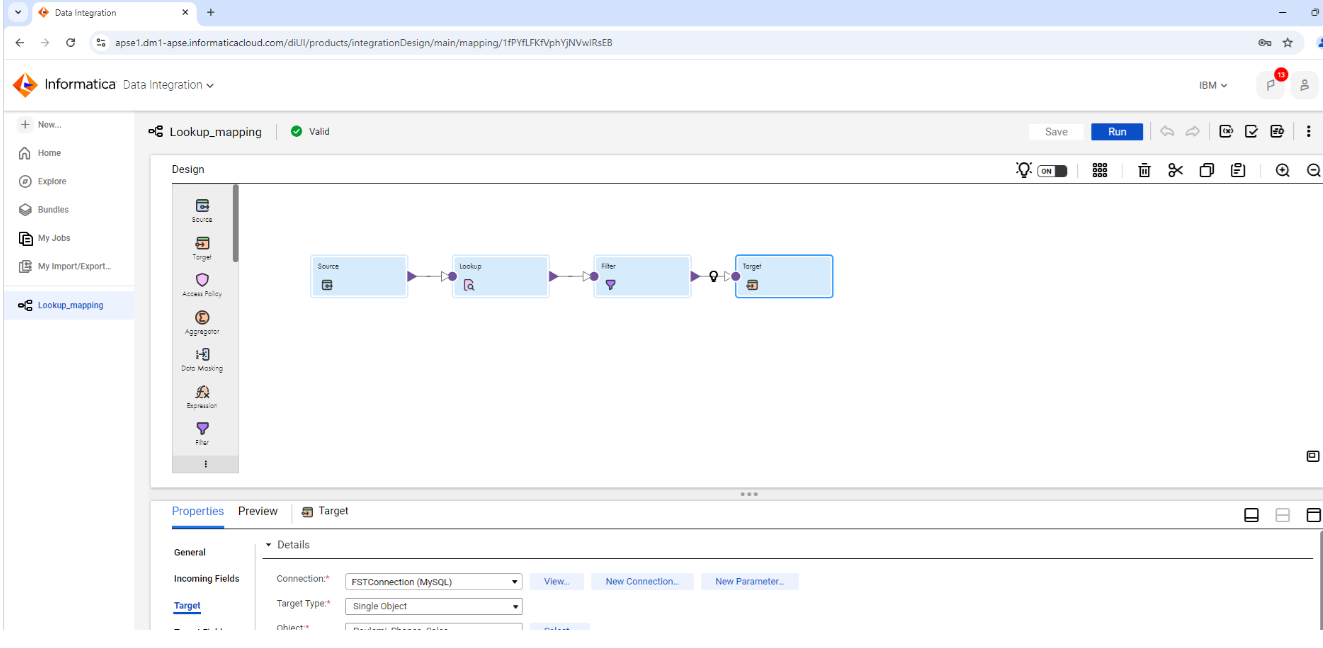 Data Integration
apse1.dm1-apse.informaticacloud.com/diUI/products/integrationDesign/main/mapping/1fPYfLFKfVphYjNVwIRsEB
Informatica Data Integration
IBM
13
New...
Home
Explore
Bundles
My Jobs
My Import/Export...
Lookup_mapping
Lookup_mapping
Valid
Save
Run
Design
ON
Source
Target
Access Policy
Aggregator
Data Masking
Expression
Filter
Source
Lookup
Filter
Target
Properties
Preview
Target
General
Incoming Fields
Target
Details
Connection:* FSTConnection (MySQL) View... New Connection... New Parameter...
Target Type:* Single Object
Object:*